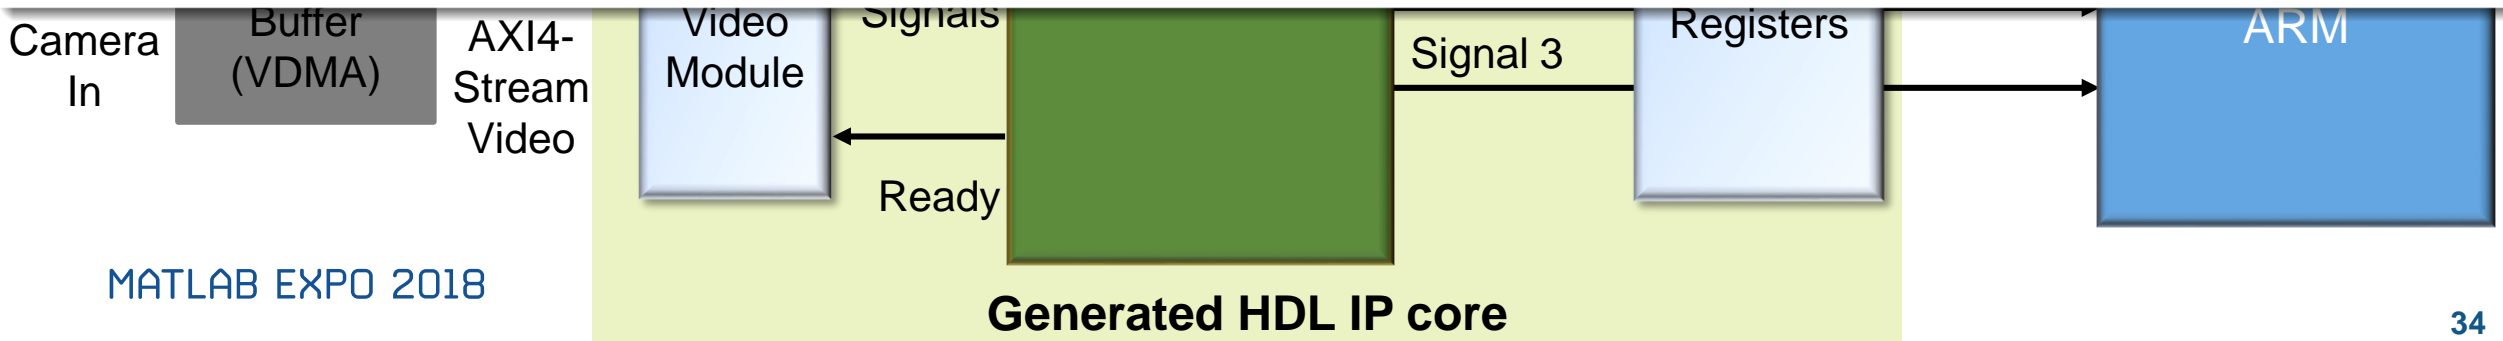 Camera
In
Buffer
(VDMA)
AXI4-
Stream
Video
Video
Module
Signals
Ready
Signal 3
Registers
ARM
MATLAB EXPO 2018
Generated HDL IP core
34